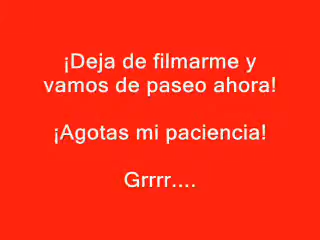 ¡Deja de filmarme y
vamos de paseo ahora!
¡Agotas mi paciencia!
Grrrr....